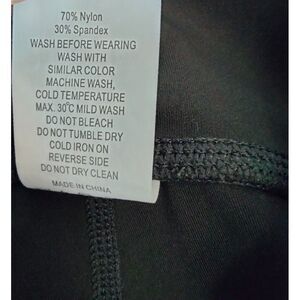 70% Nylon
30% Spandex
WASH BEFORE WEARING
WASH WITH
SIMILAR COLOR
MACHINE WASH,
COLD TEMPERATURE
MAX. 30℃ MILD WASH
DO NOT BLEACH
DO NOT TUMBLE DRY
COLD IRON ON
REVERSE SIDE
DO NOT DRY CLEAN
MADE IN CHINA